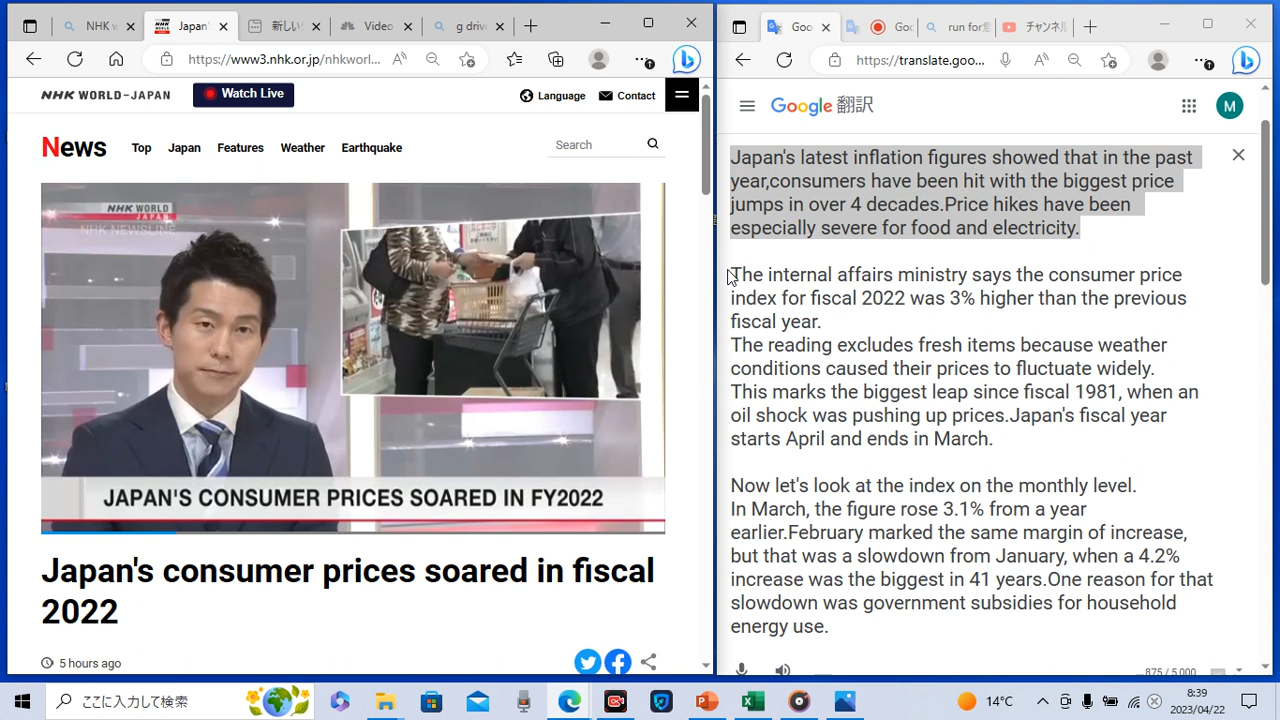 NHK w
Japan'
新しい
Video
g drive
https://www3.nhk.or.jp/nhkworl...
NHK WORLD-JAPAN
Watch Live
Language
Contact
News
Top
Japan
Features
Weather
Earthquake
Search
NHK WORLD
JAPAN
NHK NEWSLINE
JAPAN'S CONSUMER PRICES SOARED IN FY2022
Japan's consumer prices soared in fiscal
2022
5 hours ago
Goo
Goo
run for意
チャンネル
https://translate.goo...
Google 翻訳
M
Japan's latest inflation figures showed that in the past
year,consumers have been hit with the biggest price
jumps in over 4 decades.Price hikes have been
especially severe for food and electricity.
The internal affairs ministry says the consumer price
index for fiscal 2022 was 3% higher than the previous
fiscal year.
The reading excludes fresh items because weather
conditions caused their prices to fluctuate widely.
This marks the biggest leap since fiscal 1981, when an
oil shock was pushing up prices.Japan's fiscal year
starts April and ends in March.
Now let's look at the index on the monthly level.
In March, the figure rose 3.1% from a year
earlier.February marked the same margin of increase,
but that was a slowdown from January, when a 4.2%
increase was the biggest in 41 years.One reason for that
slowdown was government subsidies for household
energy use.
875 / 5,000
ここに入力して検索
14°C
8:39
2023/04/22